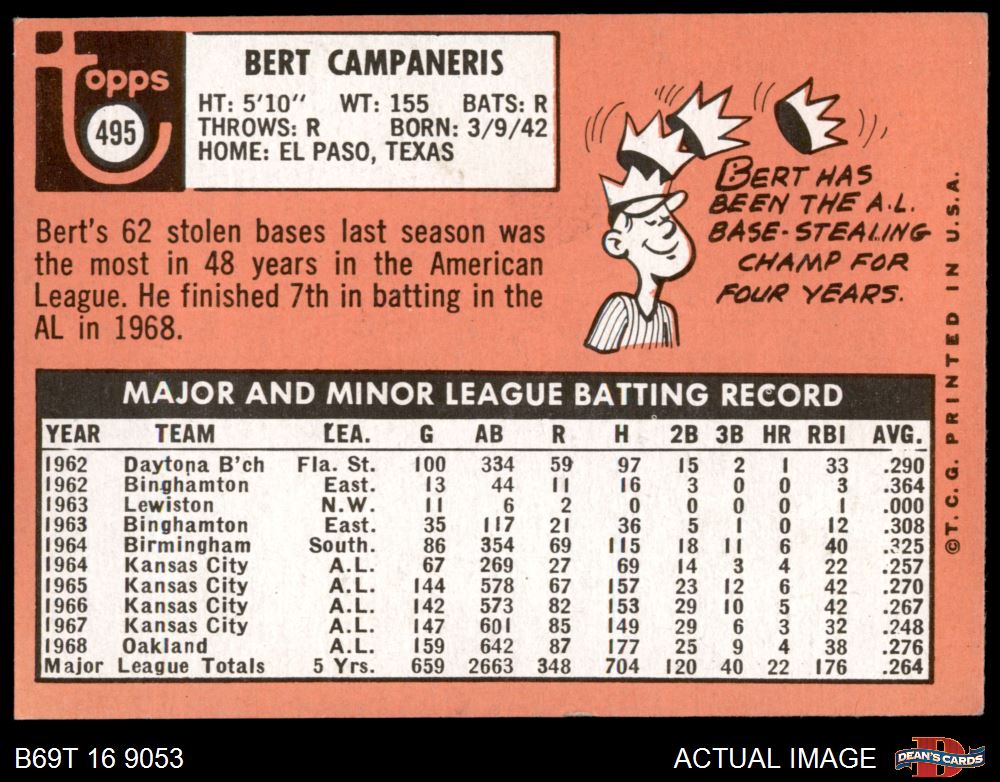 Topps
495
BERT CAMPANERIS
HT: 5'10" WT: 155 BATS: R
THROWS: R BORN: 3/9/42
HOME: EL PASO, TEXAS
Bert's 62 stolen bases last season was
the most in 48 years in the American
League. He finished 7th in batting in the
AL in 1968.
BERT HAS
BEEN THE A.L.
BASE-STEALING
CHAMP FOR
FOUR YEARS.
©T.C.G. PRINTED IN U.S.A.
MAJOR AND MINOR LEAGUE BATTING RECORD
YEAR TEAM LEA. G AB R H 2B 3B HR RBI AVG.
1962 Daytona B'ch Fla. St. 100 334 59 97 15 2 1 33 .290
1962 Binghamton East. 13 44 11 16 3 0 0 3 .364
1963 Lewiston N.W. 11 6 2 0 0 0 0 1 .000
1963 Binghamton East. 35 117 21 36 5 1 0 12 .308
1964 Birmingham South. 86 354 69 115 18 11 6 40 .325
1964 Kansas City A.L. 67 269 27 69 14 3 4 22 .257
1965 Kansas City A.L. 144 578 67 157 23 12 6 42 .270
1966 Kansas City A.L. 142 573 82 153 29 10 5 42 .267
1967 Kansas City A.L. 147 601 85 149 29 6 3 32 .248
1968 Oakland A.L. 159 642 87 177 25 9 4 38 .276
Major League Totals 5 Yrs. 659 2663 348 704 120 40 22 176 .264
B69T 16 9053
ACTUAL IMAGE
D
DEAN'S CARDS